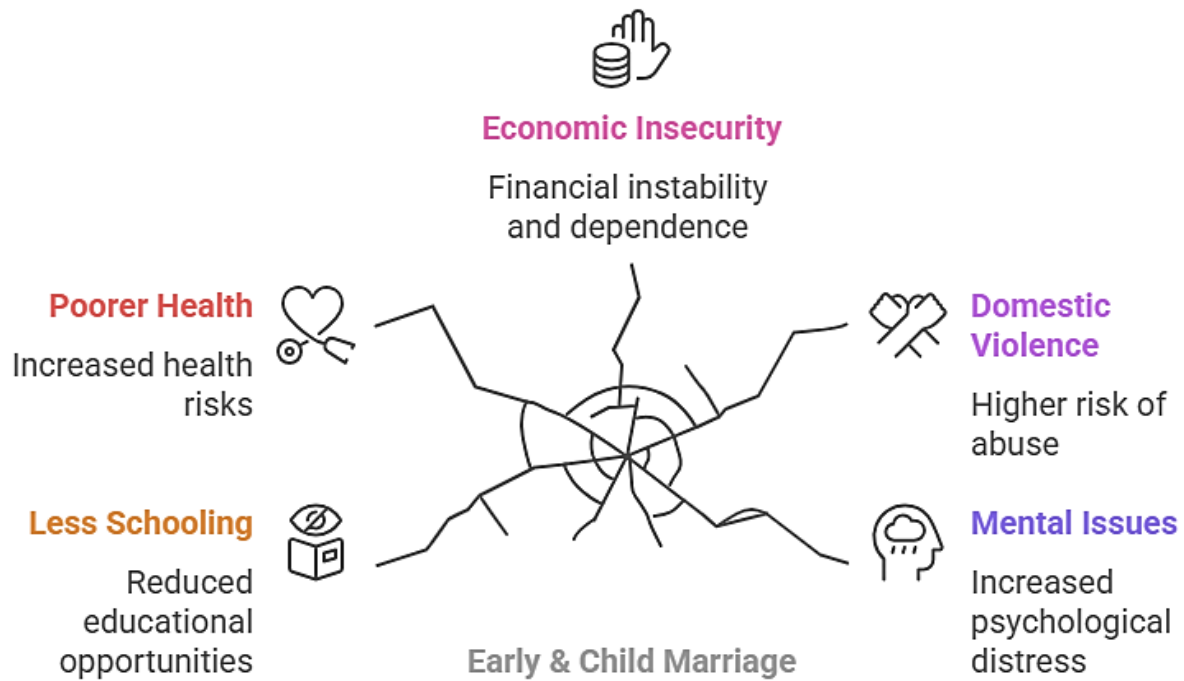 Economic Insecurity
Financial instability
and dependence
Poorer Health
Increased health
risks
Domestic
Violence
Higher risk of
abuse
Less Schooling
Reduced
educational
opportunities
Mental Issues
Increased
psychological
distress
Early & Child Marriage